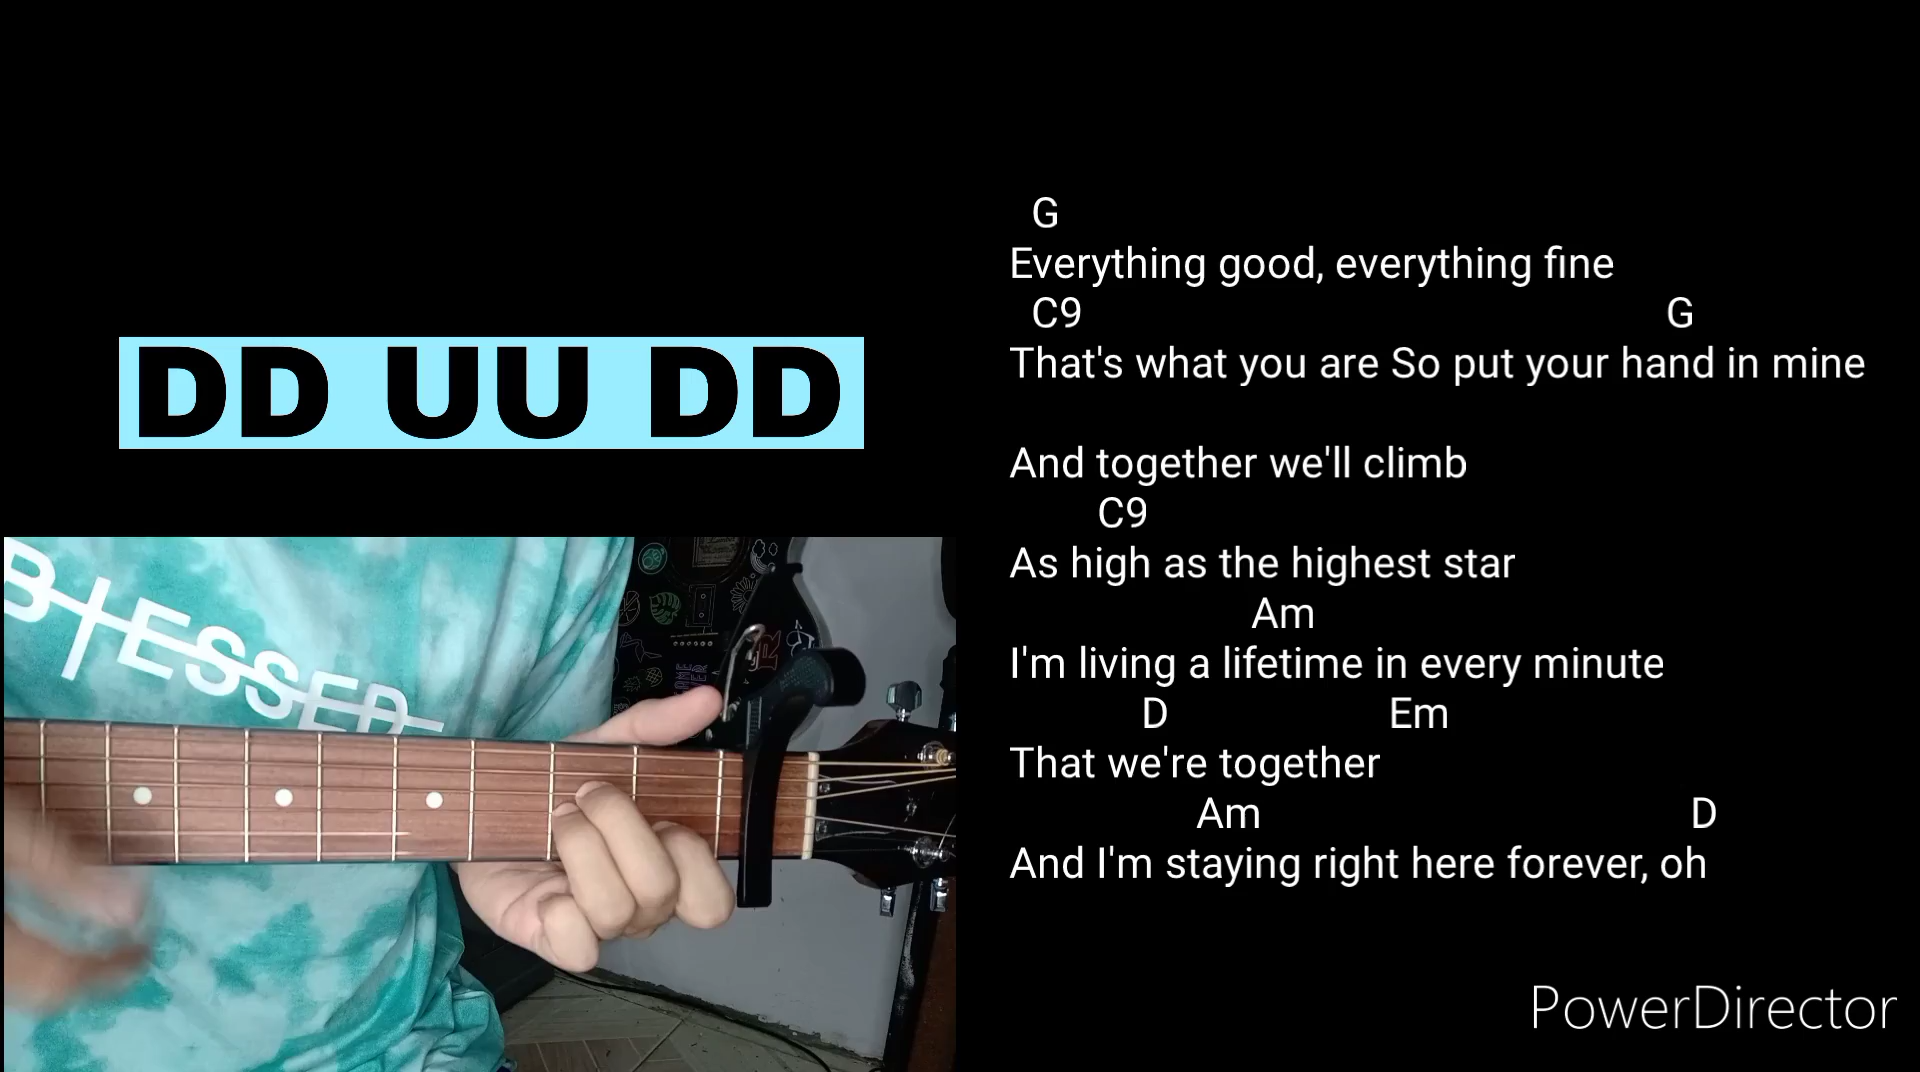 DD UU DD
BLESSED
G
Everything good, everything fine
C9 G
That's what you are So put your hand in mine
And together we'll climb
C9
As high as the highest star
Am
I'm living a lifetime in every minute
D Em
That we're together
Am D
And I'm staying right here forever, oh
PowerDirector